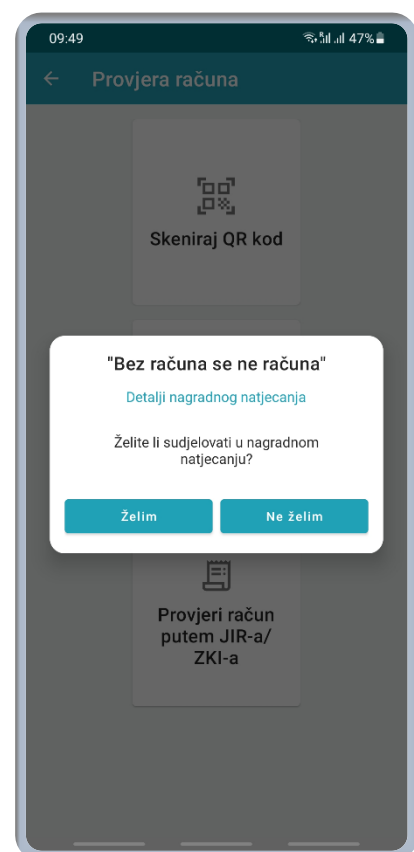 09:49
47%
Provjera računa
Skeniraj QR kod
"Bez računa se ne računa"
Detalji nagradnog natjecanja
Želite li sudjelovati u nagradnom
natjecanju?
Želim
Ne želim
Provjeri račun
putem JIR-a/
ZKI-a